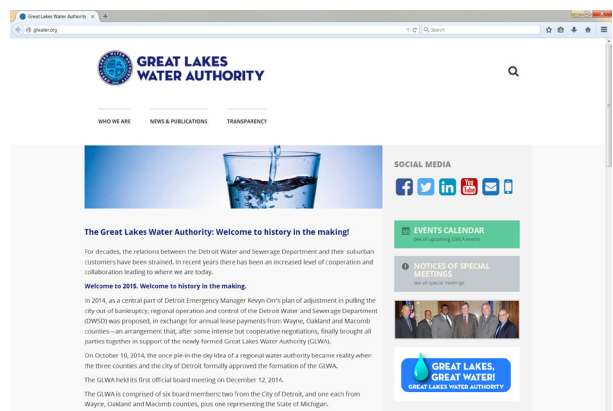 Great Lakes Water Authority
glwater.org
Search
GREAT LAKES
WATER AUTHORITY
WHO WE ARE
NEWS & PUBLICATIONS
TRANSPARENCY
SOCIAL MEDIA
You
Tube
The Great Lakes Water Authority: Welcome to history in the making!
For decades, the relations between the Detroit Water and Sewerage Department and their suburban
customers have been strained. In recent years there has been an increased level of cooperation and
collaboration leading to where we are today.
Welcome to 2015. Welcome to history in the making.
In 2014, as a central part of Detroit Emergency Manager Kevyn Orr's plan of adjustment in pulling the
city out of bankruptcy, regional operation and control of the Detroit Water and Sewerage Department
(DWSD) was proposed, in exchange for annual lease payments from Wayne, Oakland and Macomb
counties—an arrangement that, after some intense but cooperative negotiations, finally brought all
parties together in support of the newly formed Great Lakes Water Authority (GLWA).
On October 10, 2014, the once pie-in-the-sky idea of a regional water authority became reality when
the three counties and the city of Detroit formally approved the formation of the GLWA.
The GLWA held its first official board meeting on December 12, 2014.
The GLWA is comprised of six board members: two from the City of Detroit, and one each from
Wayne, Oakland and Macomb counties, plus one representing the State of Michigan.
EVENTS CALENDAR
See all upcoming GWLA events
NOTICES OF SPECIAL
MEETINGS
See all special meetings
GREAT LAKES,
GREAT WATER!
GREAT LAKES WATER AUTHORITY